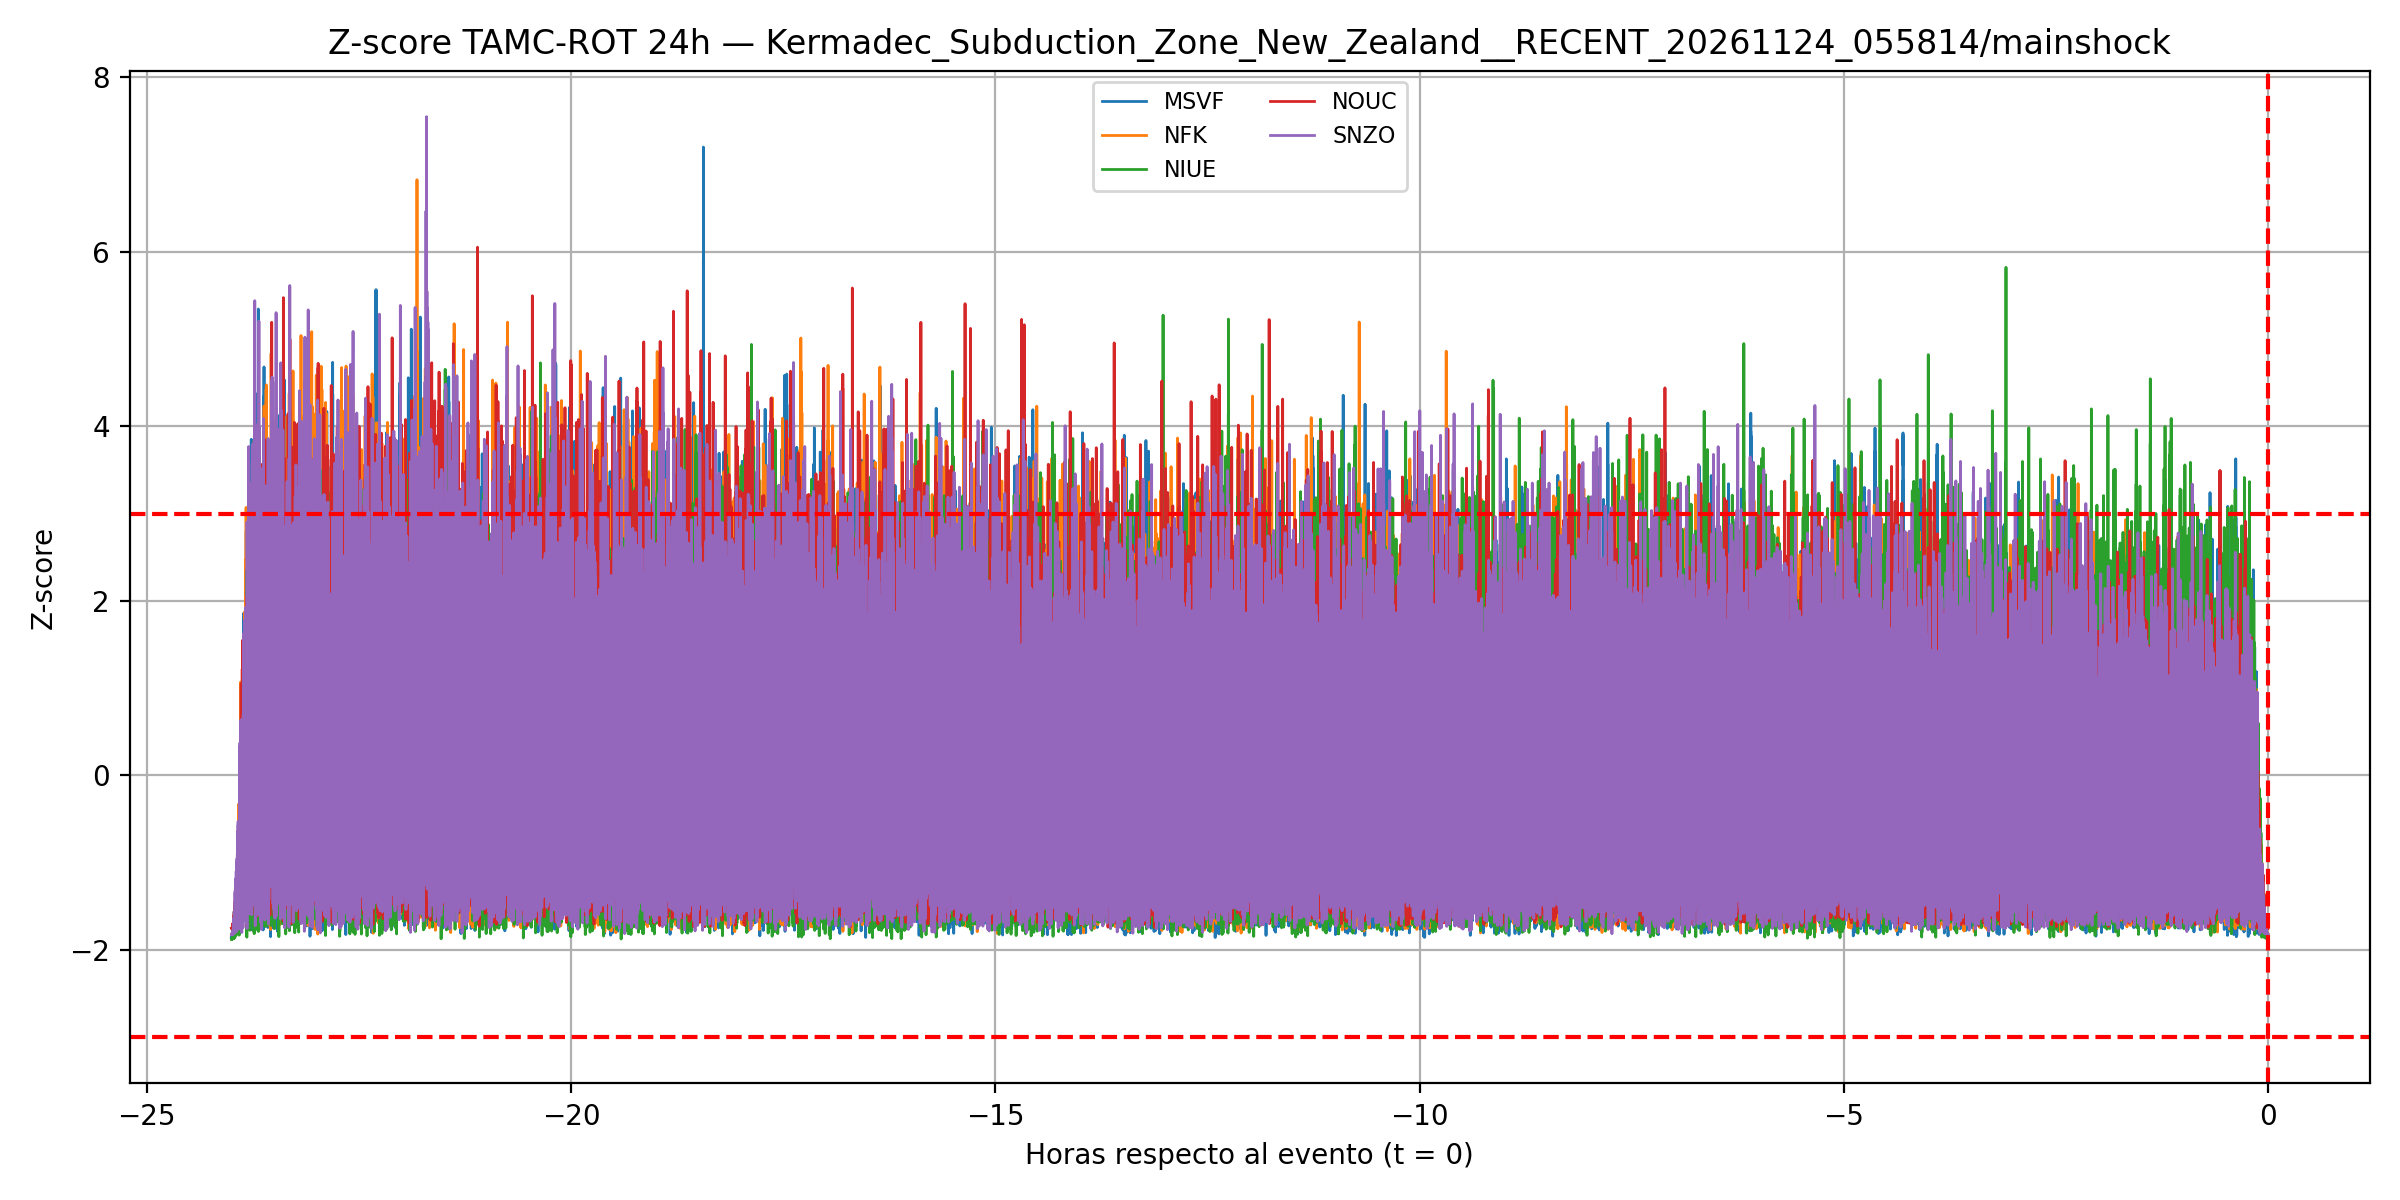 Z-score TAMC-ROT 24h — Kermadec_Subduction_Zone_New_Zealand__RECENT_20261124_055814/mainshock
MSVF
NFK
NIUE
NOUC
SNZO
Z-score
8
6
4
2
0
−2
−25
−20
−15
−10
−5
0
Horas respecto al evento (t = 0)